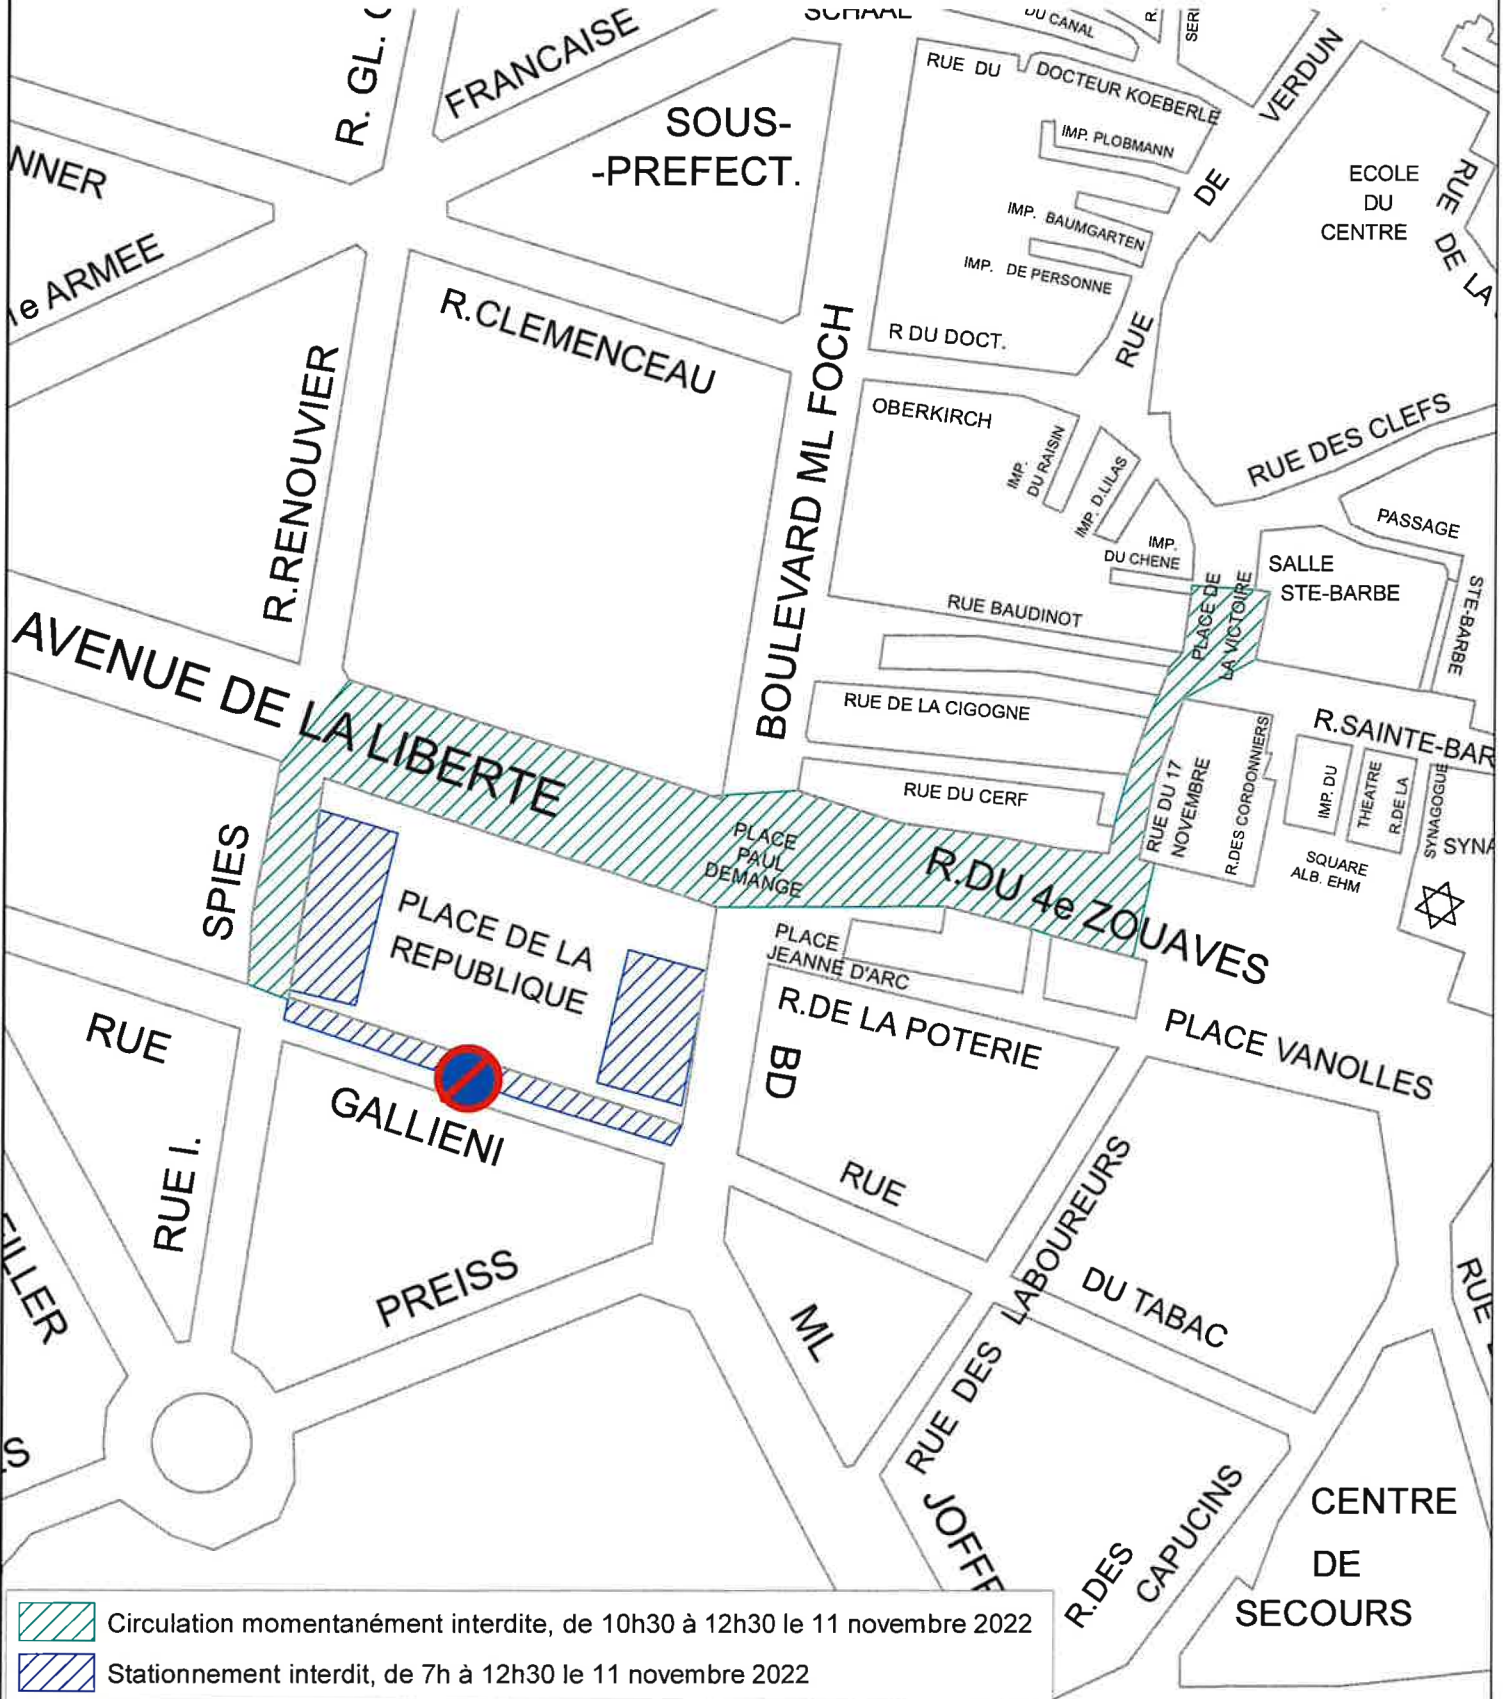 R. GL.
FRANCAISE
DU CANAL
R.
SERI
VERDUN
RUE DU
DOCTEUR KOEBERLE
SOUS-
-PREFECT.
IMP. PLOBMANN
NNER
DE
ECOLE
DU
CENTRE
RUE
DE LA
IMP. BAUMGARTEN
IMP. DE PERSONNE
1e ARMEE
R.CLEMENCEAU
R DU DOCT.
RUE
OBERKIRCH
R.RENOUVIER
BOULEVARD ML FOCH
IMP.
DU RAISIN
IMP. D.LILAS
RUE DES CLEFS
PASSAGE
IMP.
DU CHENE
SALLE
STE-BARBE
STE-BARBE
PLACE DE
LA VICTOIRE
RUE BAUDINOT
AVENUE DE LA LIBERTE
RUE DE LA CIGOGNE
R.SAINTE-BAR
RUE DU CERF
RUE DU 17
NOVEMBRE
R.DES CORDONNIERS
IMP. DU
THEATRE
R.DE LA
SYNAGOGUE
SYNA
SQUARE
ALB. EHM
PLACE
PAUL
DEMANGE
R.DU 4e ZOUAVES
SPIES
PLACE DE LA
REPUBLIQUE
PLACE
JEANNE D'ARC
R.DE LA POTERIE
PLACE VANOLLES
RUE
GALLIENI
BD
RUE I.
RUE
DU TABAC
RUE DES LABOUREURS
PREISS
ML
JOFFR
EILLER
S
RUE
R.DES
CAPUCINS
CENTRE
DE
SECOURS
Circulation momentanément interdite, de 10h30 à 12h30 le 11 novembre 2022
Stationnement interdit, de 7h à 12h30 le 11 novembre 2022